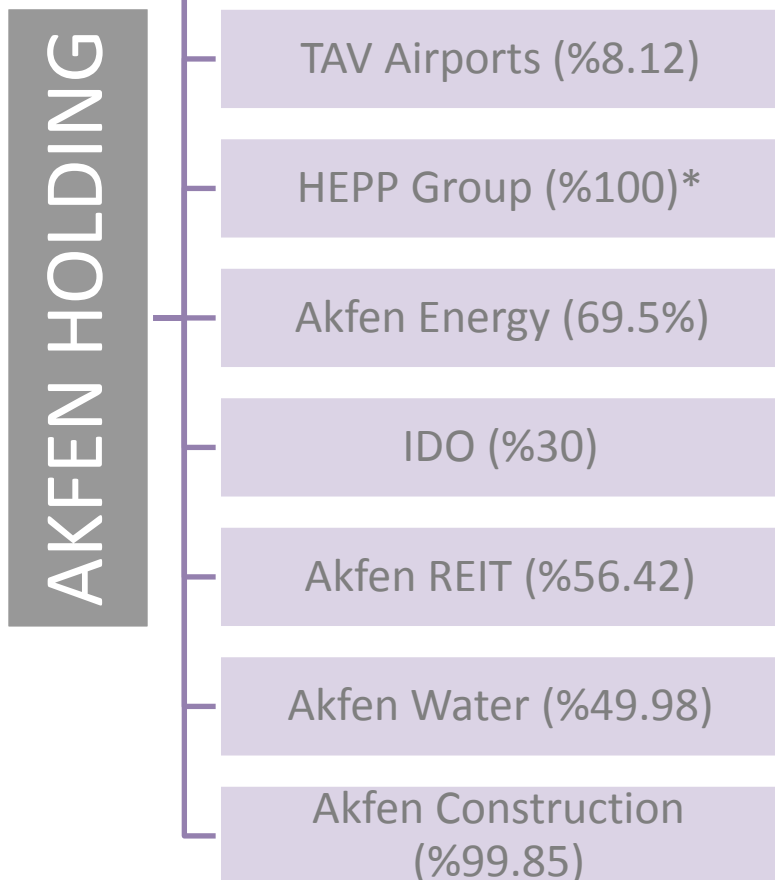 AKFEN HOLDING
TAV Airports (%8.12)
HEPP Group (%100)*
Akfen Energy (69.5%)
IDO (%30)
Akfen REIT (%56.42)
Akfen Water (%49.98)
Akfen Construction
(%99.85)